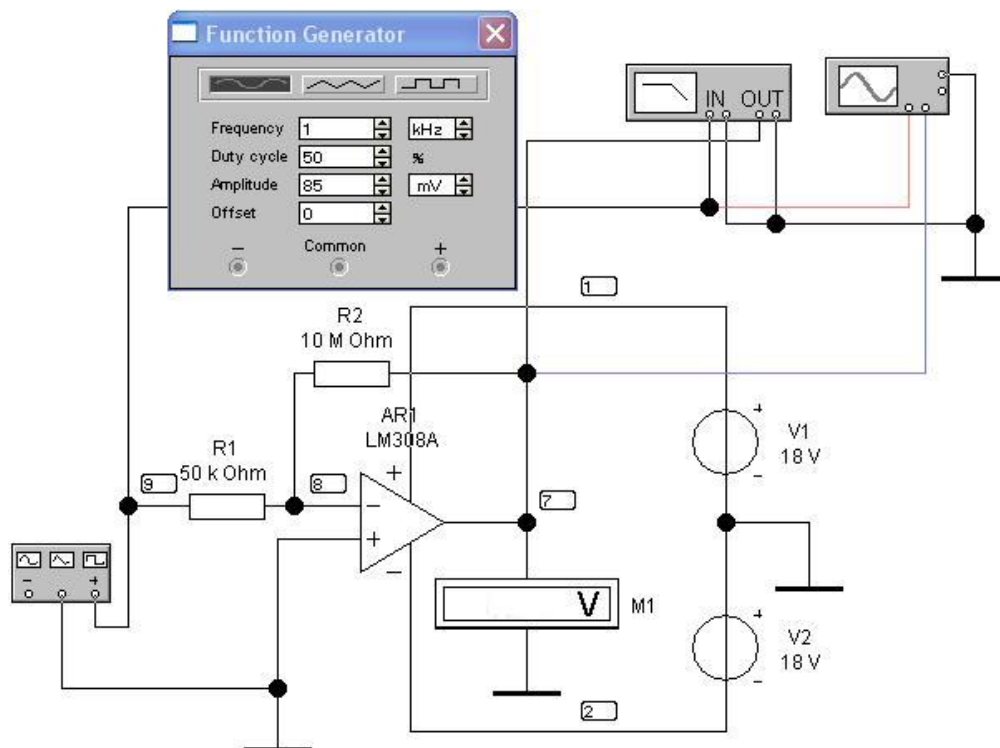 Function Generator
Frequency 1 kHz
Duty cycle 50 %
Amplitude 85 mV
Offset 0
− Common +
IN OUT
1
R2
10 M Ohm
AR1
LM308A
+
V1
18 V
−
R1
50 k Ohm
9
8
+
−
+
−
7
− +
V
M1
+
V2
18 V
−
2